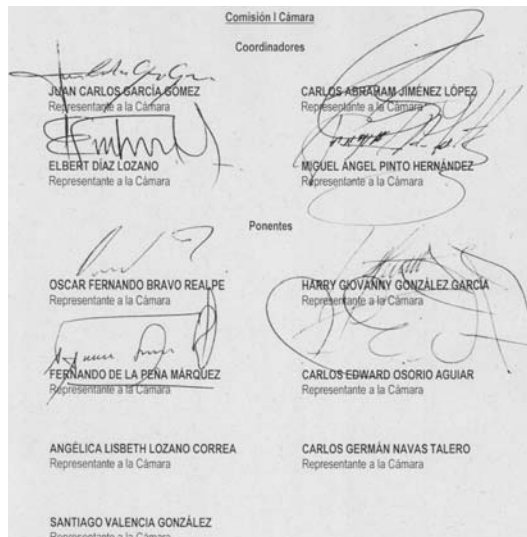 Comisión I Cámara
Coordinadores
JUAN CARLOS GARCÍA GÓMEZ
Representante a la Cámara
CARLOS ABRAHAM JIMÉNEZ LÓPEZ
Representante a la Cámara
ELBERT DÍAZ LOZANO
Representante a la Cámara
MIGUEL ÁNGEL PINTO HERNÁNDEZ
Representante a la Cámara
Ponentes
OSCAR FERNANDO BRAVO REALPE
Representante a la Cámara
HARRY GIOVANNY GONZÁLEZ GARCÍA
Representante a la Cámara
FERNANDO DE LA PEÑA MÁRQUEZ
Representante a la Cámara
CARLOS EDWARD OSORIO AGUIAR
Representante a la Cámara
ANGÉLICA LISBETH LOZANO CORREA
Representante a la Cámara
CARLOS GERMÁN NAVAS TALERO
Representante a la Cámara
SANTIAGO VALENCIA GONZÁLEZ
Representante a la Cámara